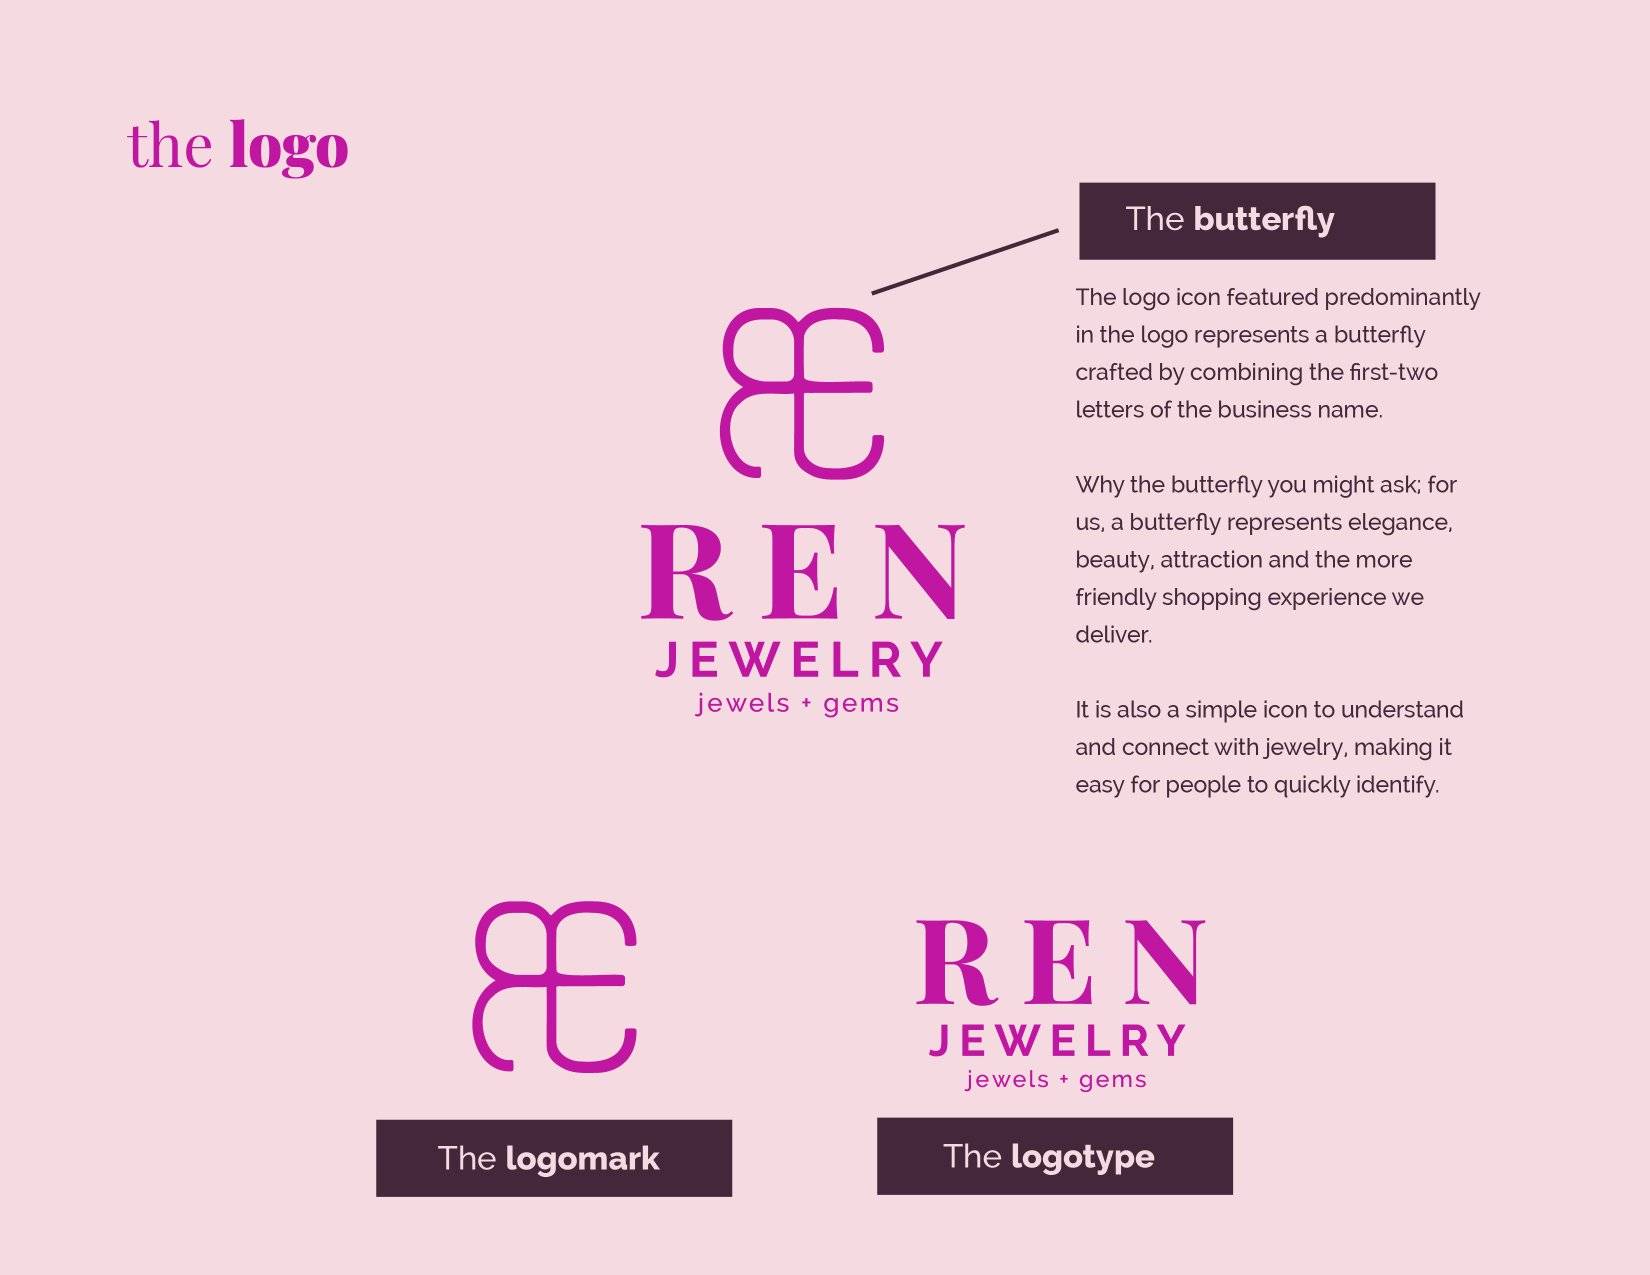 the logo
The butterfly
The logo icon featured predominantly
in the logo represents a butterfly
crafted by combining the first-two
letters of the business name.
Why the butterfly you might ask; for
us, a butterfly represents elegance,
beauty, attraction and the more
friendly shopping experience we
deliver.
It is also a simple icon to understand
and connect with jewelry, making it
easy for people to quickly identify.
REN
JEWELRY
jewels + gems
REN
JEWELRY
jewels + gems
The logomark
The logotype